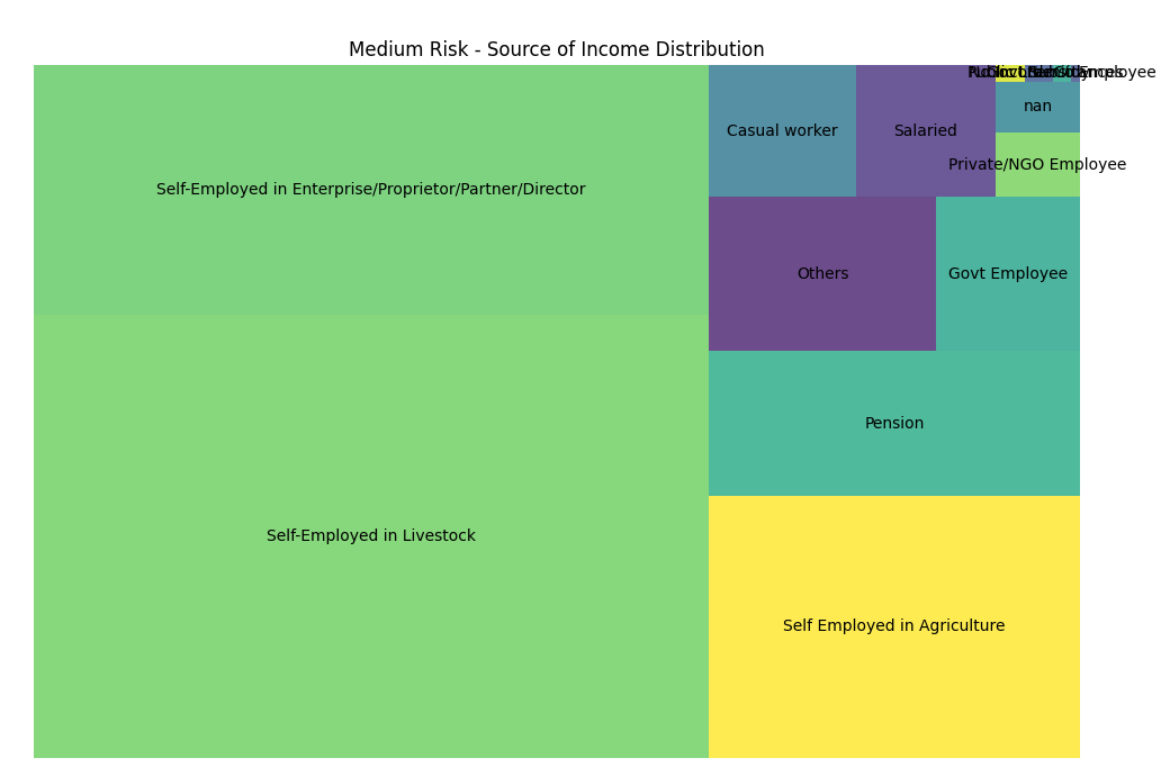 Medium Risk - Source of Income Distribution
Employee
nan
Casual worker
Salaried
Private/NGO Employee
Self-Employed in Enterprise/Proprietor/Partner/Director
Others
Govt Employee
Pension
Self-Employed in Livestock
Self Employed in Agriculture